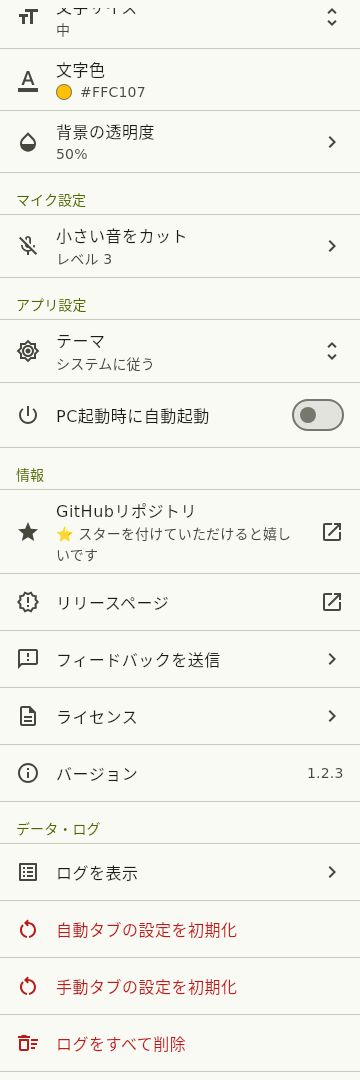 文字サイズ
中
文字色
#FFC107
背景の透明度
50%
マイク設定
小さい音をカット
レベル 3
アプリ設定
テーマ
システムに従う
PC起動時に自動起動
情報
GitHubリポジトリ
⭐ スターを付けていただけると嬉し
いです
リリースページ
フィードバックを送信
ライセンス
バージョン
1.2.3
データ・ログ
ログを表示
自動タブの設定を初期化
手動タブの設定を初期化
ログをすべて削除